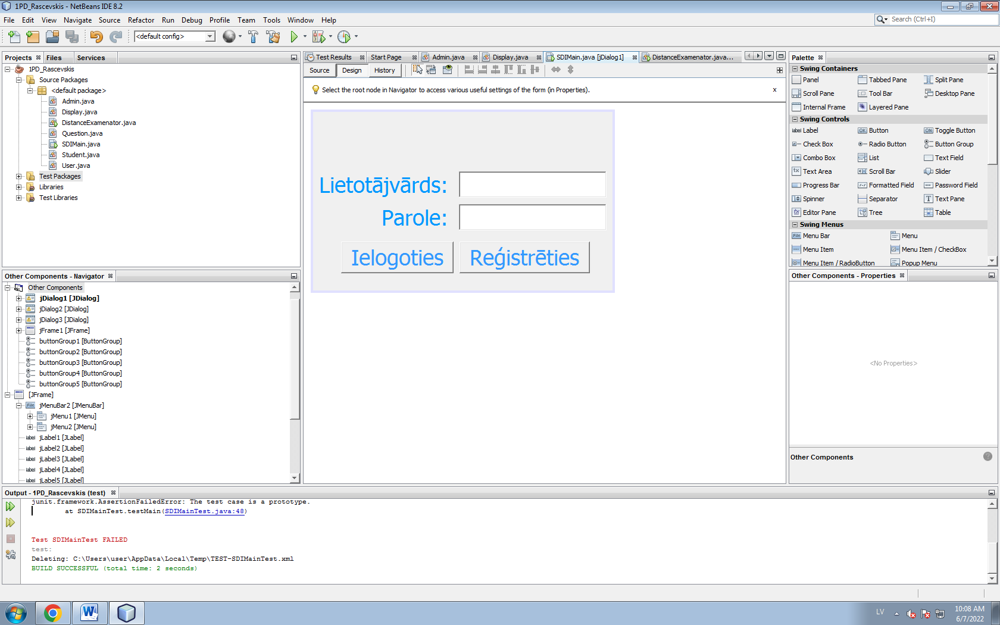 1PD_Rascevskis - NetBeans IDE 8.2
File Edit View Navigate Source Refactor Run Debug Profile Team Tools Window Help
Search (Ctrl+I)
<default config>
Projects Files Services
1PD_Rascevskis
Source Packages
<default package>
Admin.java
Display.java
DistanceExamenator.java
Question.java
SDIMain.java
Student.java
User.java
Test Packages
Libraries
Test Libraries
Other Components - Navigator
Other Components
jDialog1 [JDialog]
jDialog2 [JDialog]
jDialog3 [JDialog]
jFrame1 [JFrame]
buttonGroup1 [ButtonGroup]
buttonGroup2 [ButtonGroup]
buttonGroup3 [ButtonGroup]
buttonGroup4 [ButtonGroup]
buttonGroup5 [ButtonGroup]
[JFrame]
jMenuBar2 [JMenuBar]
jMenu1 [JMenu]
jMenu2 [JMenu]
jLabel1 [JLabel]
jLabel2 [JLabel]
jLabel3 [JLabel]
jLabel4 [JLabel]
jLabel5 [JLabel]
Test Results Start Page Admin.java Display.java SDIMain.java [jDialog1] DistanceExamenator.java...
Source Design History
Select the root node in Navigator to access various useful settings of the form (in Properties). x
Lietotājvārds:
Parole:
Ielogoties Reģistrēties
Palette
Swing Containers
Panel Tabbed Pane Split Pane
Scroll Pane Tool Bar Desktop Pane
Internal Frame Layered Pane
Swing Controls
Label Button Toggle Button
Check Box Radio Button Button Group
Combo Box List Text Field
Text Area Scroll Bar Slider
Progress Bar Formatted Field Password Field
Spinner Separator Text Pane
Editor Pane Tree Table
Swing Menus
Menu Bar Menu
Menu Item Menu Item / CheckBox
Menu Item / RadioButton Popup Menu
Other Components - Properties
<No Properties>
Other Components
Output - 1PD_Rascevskis (test)
junit.framework.AssertionFailedError: The test case is a prototype.
at SDIMainTest.testMain(SDIMainTest.java:48)
Test SDIMainTest FAILED
test:
Deleting: C:\Users\user\AppData\Local\Temp\TEST-SDIMainTest.xml
BUILD SUCCESSFUL (total time: 2 seconds)
LV
10:08 AM
6/7/2022